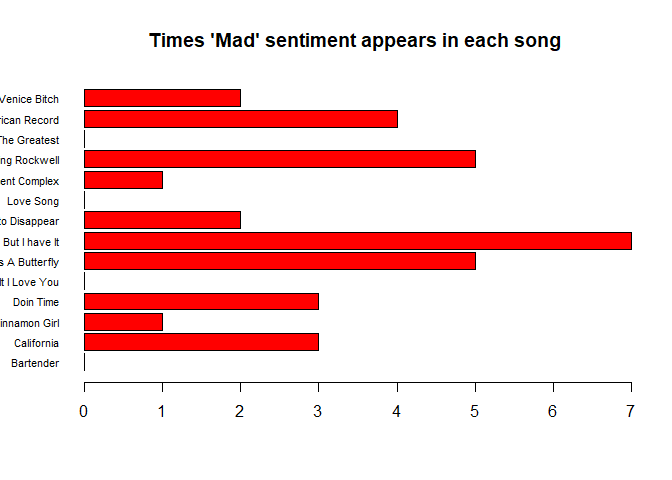 Times 'Mad' sentiment appears in each song
Venice Bitch
rican Record
The Greatest
ng Rockwell
ent Complex
Love Song
to Disappear
But I have It
s A Butterfly
It I Love You
Doin Time
innamon Girl
California
Bartender
0 1 2 3 4 5 6 7